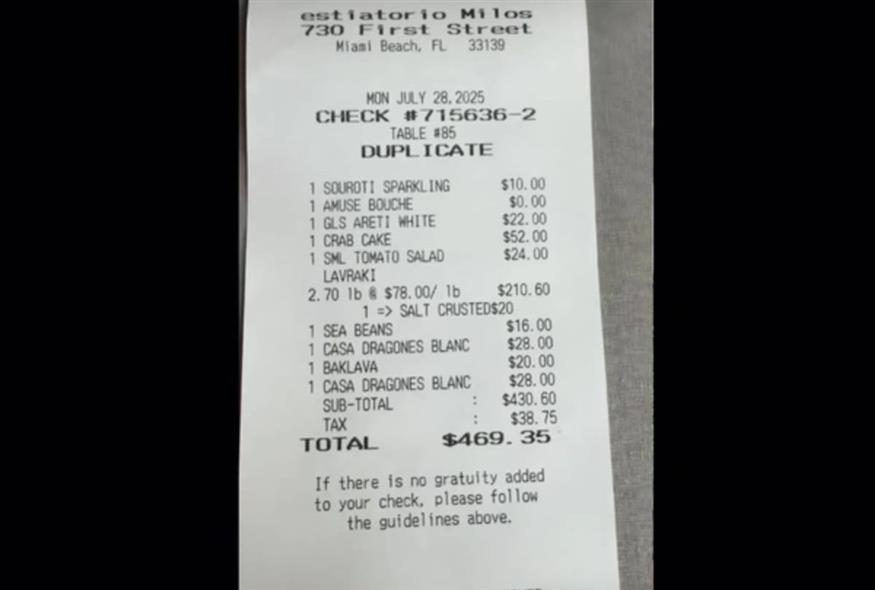 estiatorio Milos
730 First Street
Miami Beach, FL 33139
MON JULY 28,2025
CHECK #715636-2
TABLE #85
DUPLICATE
1 SOUROTI SPARKLING $10.00
1 AMUSE BOUCHE $0.00
1 GLS ARETI WHITE $22.00
1 CRAB CAKE $52.00
1 SML TOMATO SALAD $24.00
LAVRAKI
2.70 lb @ $78.00/ lb $210.60
1 => SALT CRUSTED$20
1 SEA BEANS $16.00
1 CASA DRAGONES BLANC $28.00
1 BAKLAVA $20.00
1 CASA DRAGONES BLANC $28.00
SUB-TOTAL : $430.60
TAX : $38.75
TOTAL $469.35
If there is no gratuity added
to your check, please follow
the guidelines above.